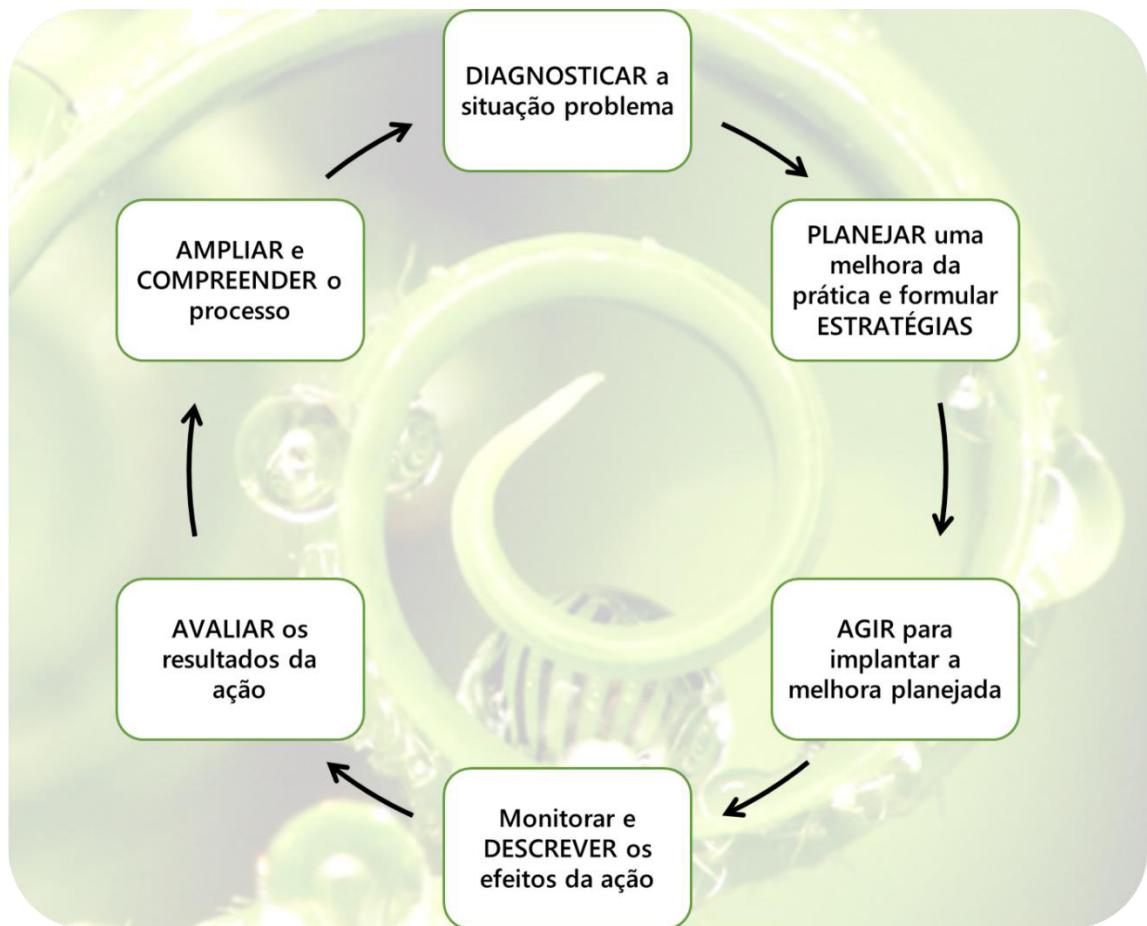 DIAGNOSTICAR a
situação problema
PLANEJAR uma
melhora da
prática e formular
ESTRATÉGIAS
AGIR para
implantar a
melhora planejada
Monitorar e
DESCREVER os
efeitos da ação
AVALIAR os
resultados da
ação
AMPLIAR e
COMPREENDER o
processo